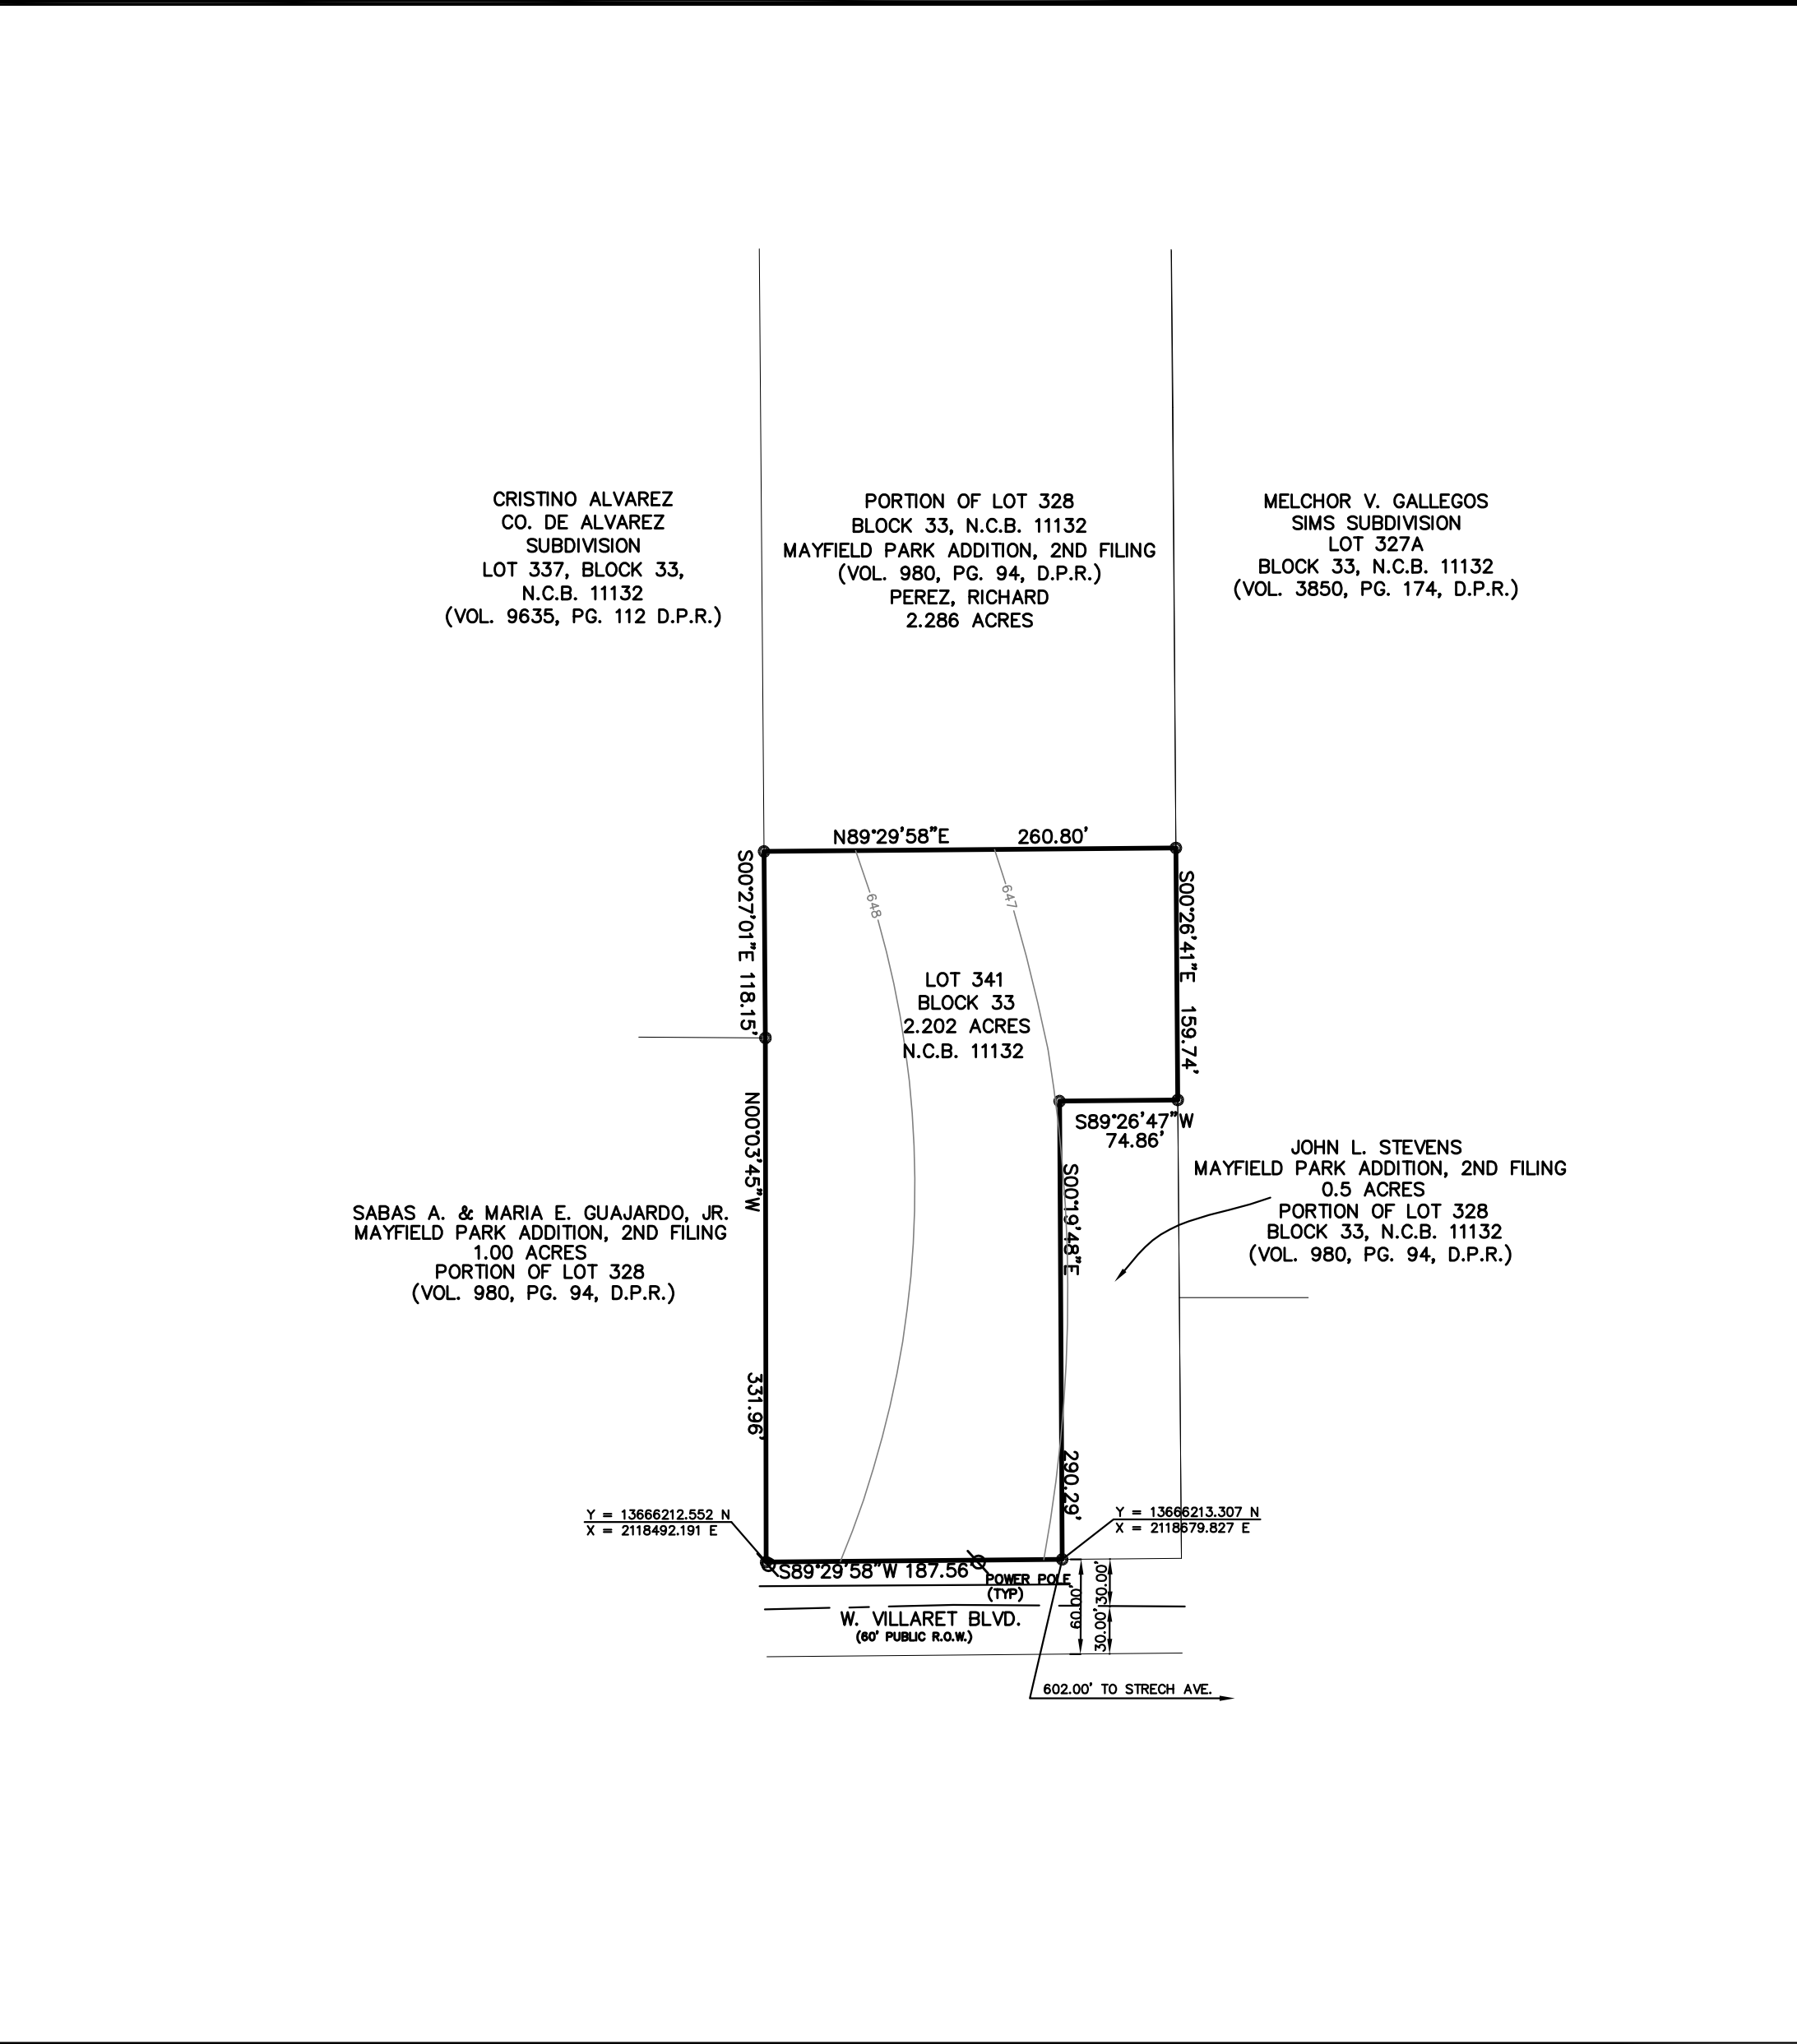 CRISTINO ALVAREZ
CO. DE ALVAREZ
SUBDIVISION
LOT 337, BLOCK 33,
N.C.B. 11132
(VOL. 9635, PG. 112 D.P.R.)
PORTION OF LOT 328
BLOCK 33, N.C.B. 11132
MAYFIELD PARK ADDITION, 2ND FILING
(VOL. 980, PG. 94, D.P.R.)
PEREZ, RICHARD
2.286 ACRES
MELCHOR V. GALLEGOS
SIMS SUBDIVISION
LOT 327A
BLOCK 33, N.C.B. 11132
(VOL. 3850, PG. 174, D.P.R.)
N89°29'58"E 260.80'
S00°27'01"E 118.15'
648
647
S00°26'41"E 159.74'
LOT 341
BLOCK 33
2.202 ACRES
N.C.B. 11132
N00°03'45"W
331.96'
S89°26'47"W
74.86'
S00°19'48"E
290.29'
JOHN L. STEVENS
MAYFIELD PARK ADDITION, 2ND FILING
0.5 ACRES
PORTION OF LOT 328
BLOCK 33, N.C.B. 11132
(VOL. 980, PG. 94, D.P.R.)
SABAS A. & MARIA E. GUAJARDO, JR.
MAYFIELD PARK ADDITION, 2ND FILING
1.00 ACRES
PORTION OF LOT 328
(VOL. 980, PG. 94, D.P.R.)
Y = 13666212.552 N
X = 2118492.191 E
Y = 13666213.307 N
X = 2118679.827 E
S89°29'58"W 187.56'
POWER POLE
(TYP)
60.00'
30.00'
30.00'
W. VILLARET BLVD.
(60' PUBLIC R.O.W.)
602.00' TO STRECH AVE.